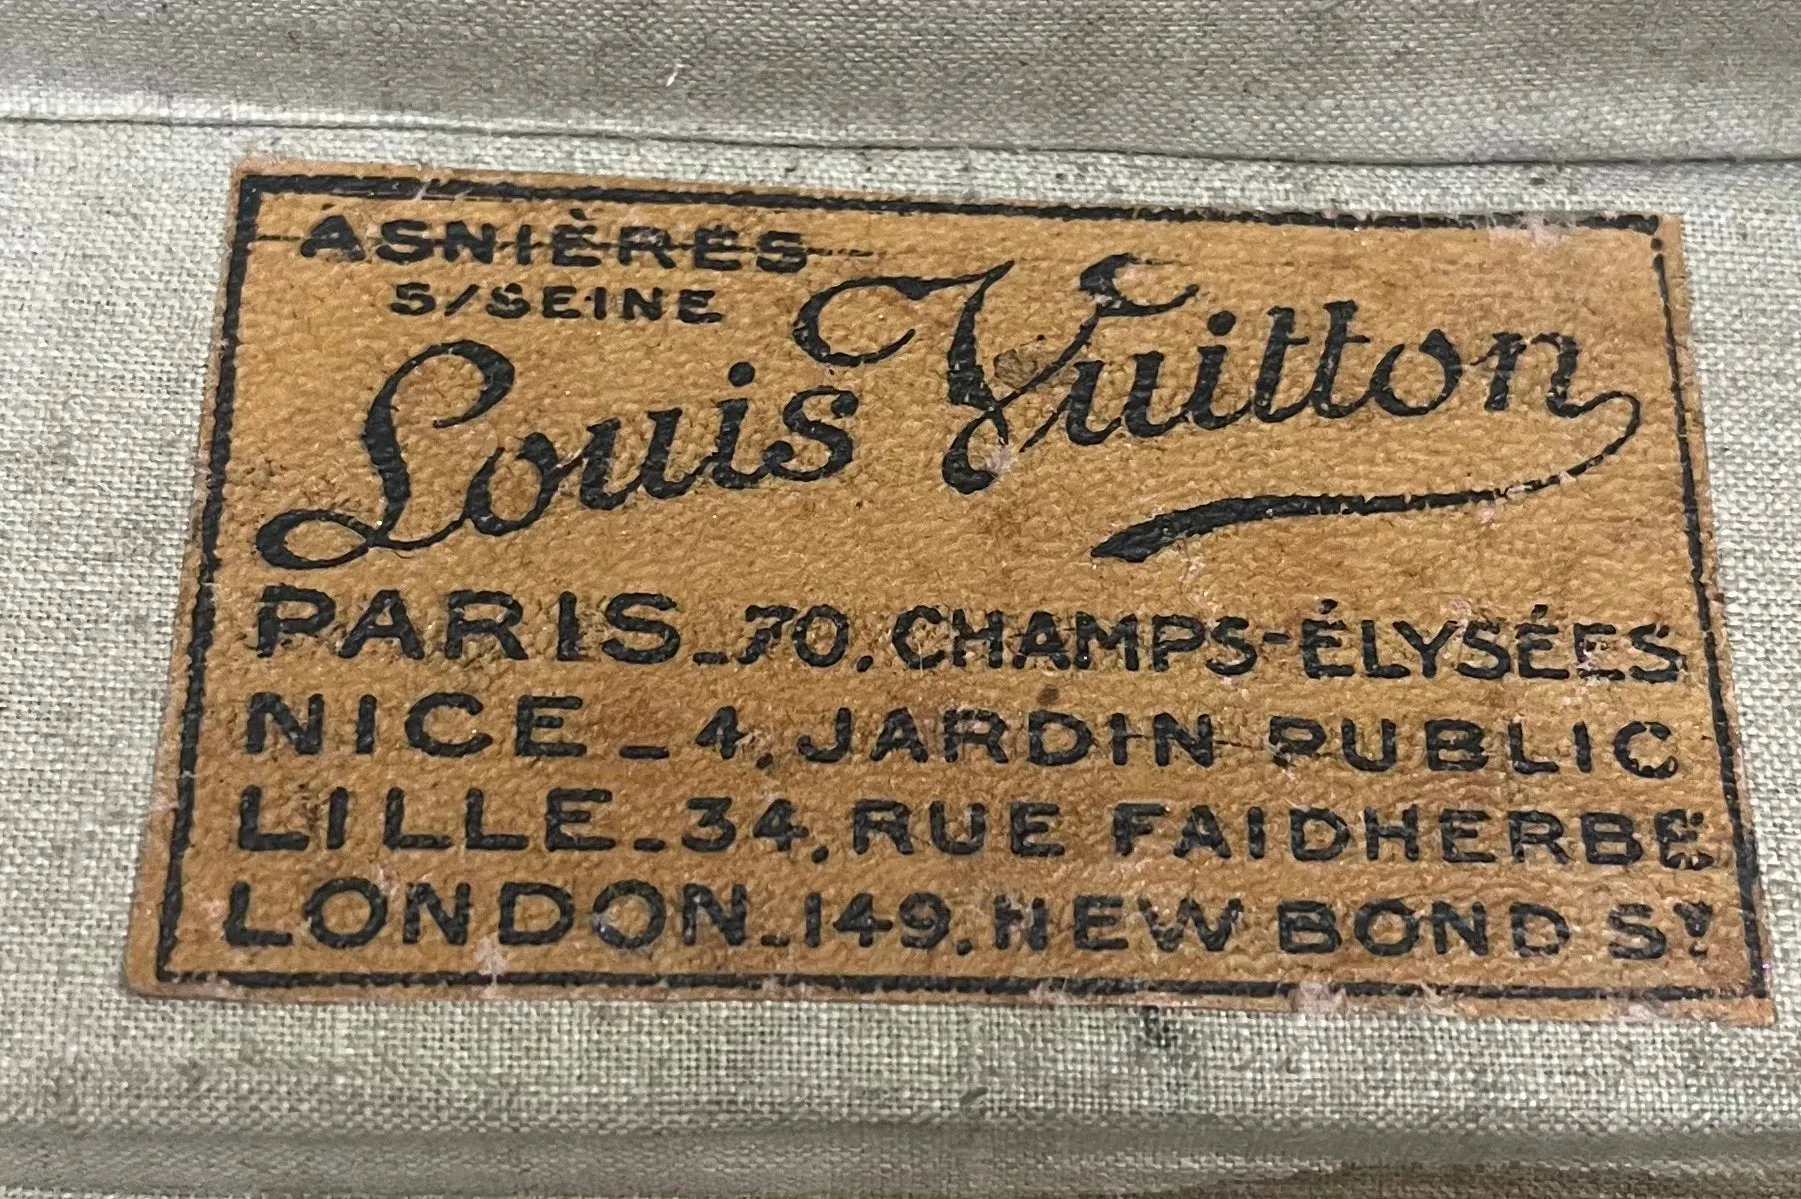 ASNIÈRES
S/SEINE
Louis Vuitton
PARIS_70, CHAMPS-ÉLYSÉES
NICE_4, JARDIN PUBLIC
LILLE_34, RUE FAIDHERBE
LONDON_149, NEW BOND ST